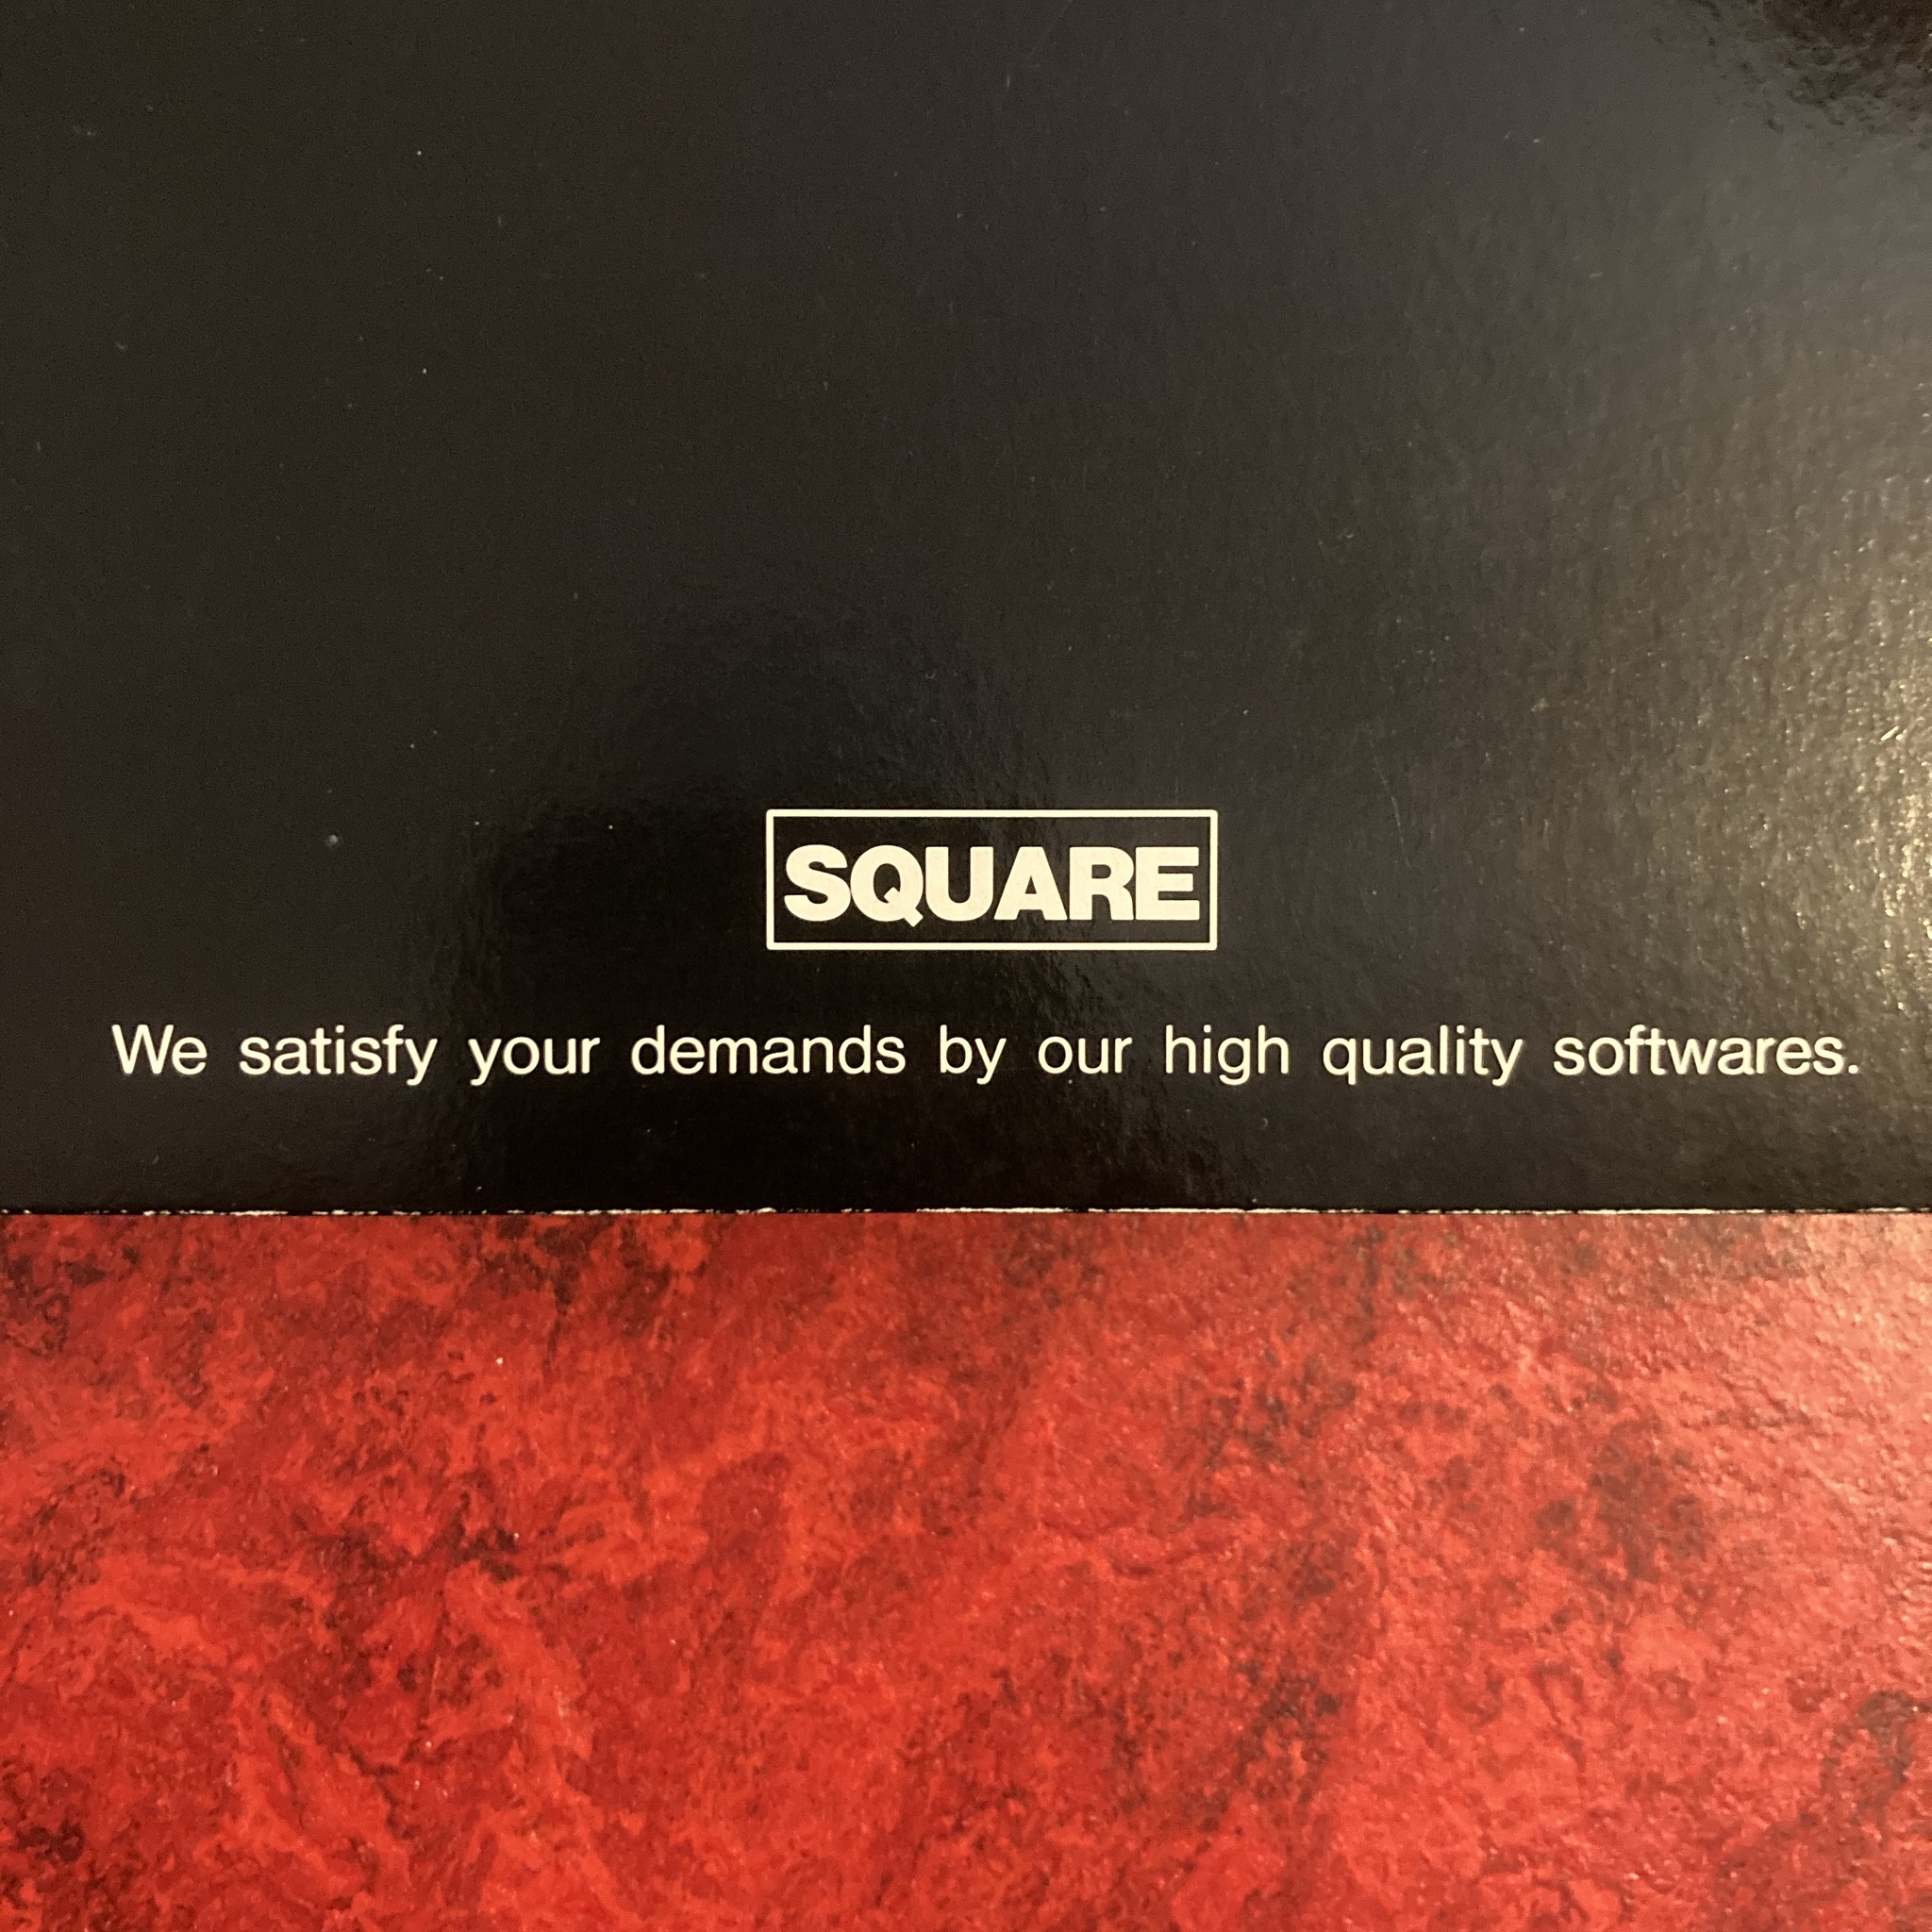 SQUARE
We satisfy your demands by our high quality softwares.